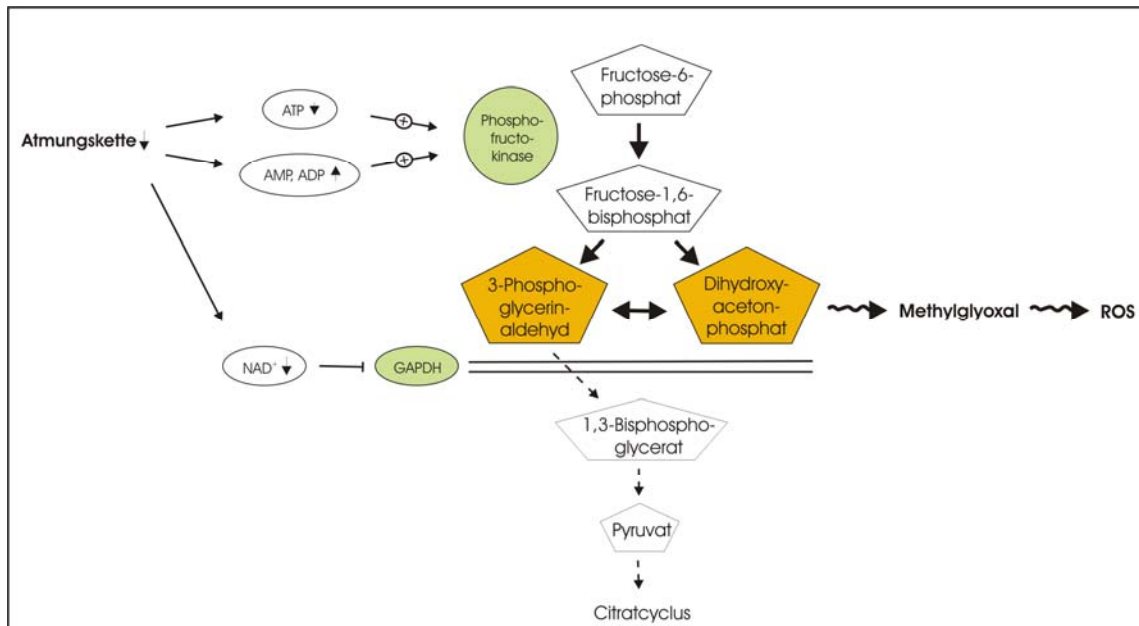 Fructose-6-
phosphat
ATP
Phospho-
fructo-
kinase
Atmungskette
AMP, ADP
Fructose-1,6-
bisphosphat
3-Phospho-
glycerin-
aldehyd
Dihydroxy-
aceton-
phosphat
Methylglyoxal
ROS
NAD⁺
GAPDH
1,3-Bisphospho-
glycerat
Pyruvat
Citratcyclus